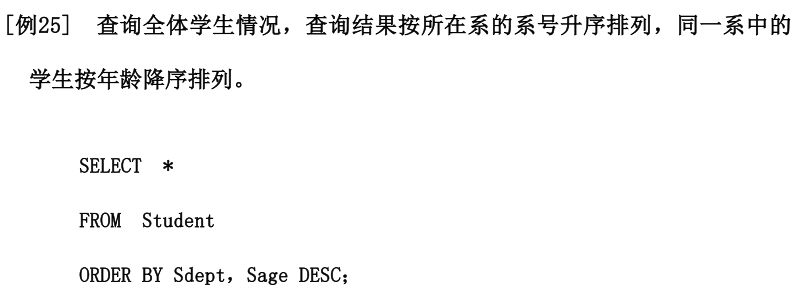 [例25] 查询全体学生情况，查询结果按所在系的系号升序排列，同一系中的
学生按年龄降序排列。
SELECT *
FROM Student
ORDER BY Sdept，Sage DESC；